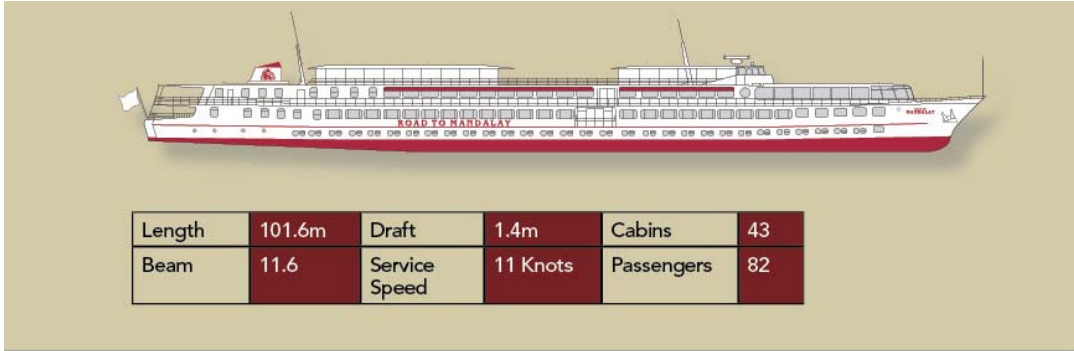 ROAD TO MANDALAY
MANDALAY
Length 101.6m Draft 1.4m Cabins 43
Beam 11.6 Service Speed 11 Knots Passengers 82